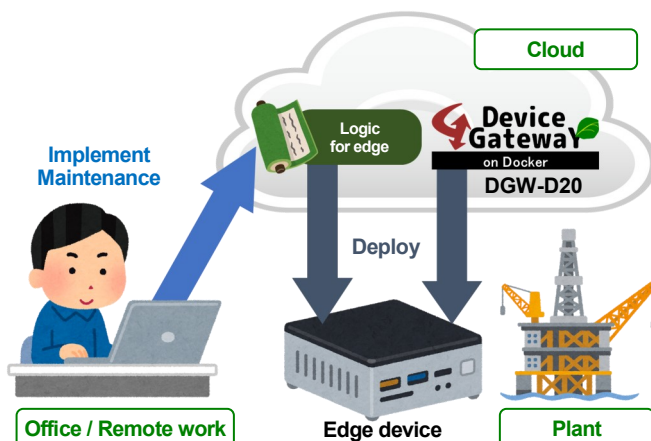 Cloud
Logic
for edge
Device
GatewaY
on Docker
DGW-D20
Implement
Maintenance
Deploy
Office / Remote work
Edge device
Plant